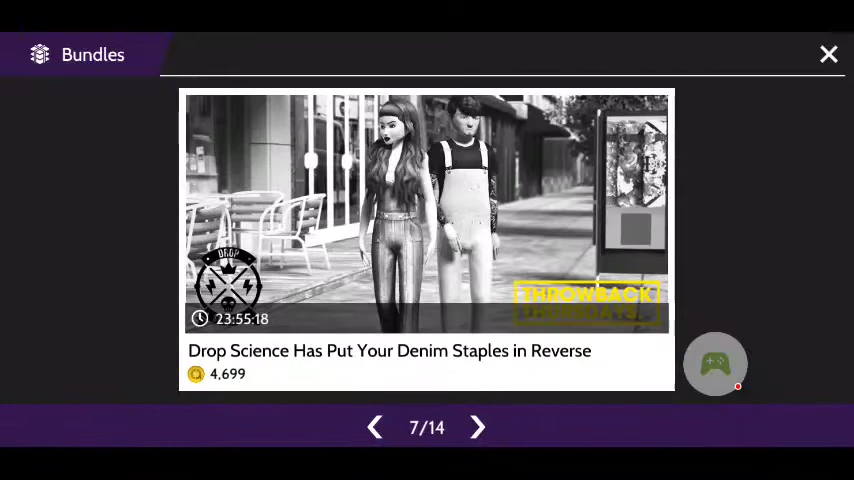 Bundles
DROP
THROWBACK
THURSDAYS
23:55:18
Drop Science Has Put Your Denim Staples in Reverse
4,699
7/14